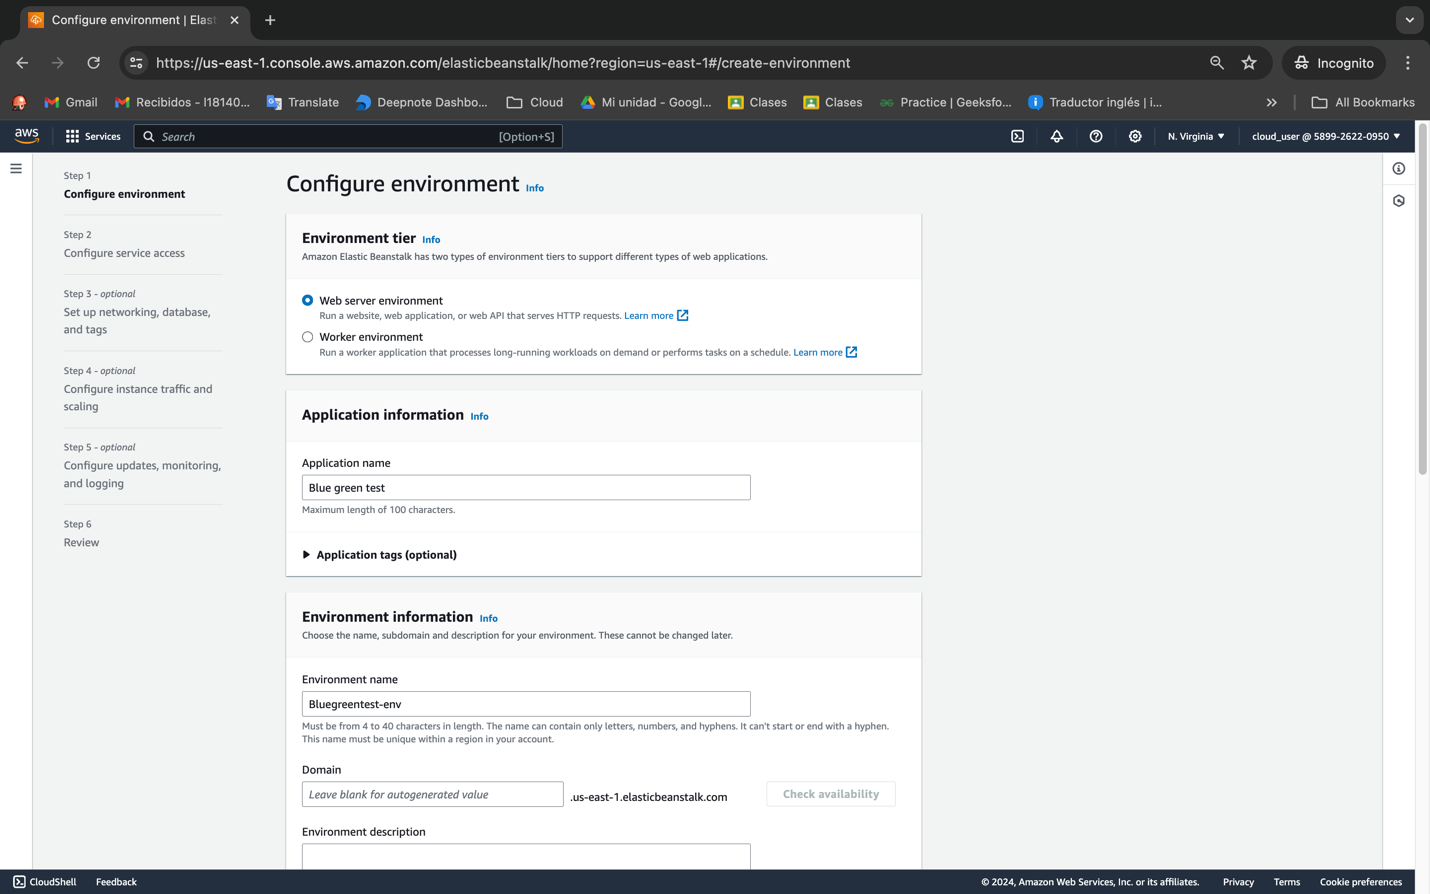 Configure environment | Elast
https://us-east-1.console.aws.amazon.com/elasticbeanstalk/home?region=us-east-1#/create-environment
Incognito
Gmail
Recibidos - l18140...
Translate
Deepnote Dashbo...
Cloud
Mi unidad - Googl...
Clases
Clases
Practice | Geeksfo...
Traductor inglés | i...
All Bookmarks
aws
Services
Search
[Option+S]
N. Virginia
cloud_user @ 5899-2622-0950
Step 1
Configure environment
Step 2
Configure service access
Step 3 - optional
Set up networking, database,
and tags
Step 4 - optional
Configure instance traffic and
scaling
Step 5 - optional
Configure updates, monitoring,
and logging
Step 6
Review
Configure environment Info
Environment tier Info
Amazon Elastic Beanstalk has two types of environment tiers to support different types of web applications.
Web server environment
Run a website, web application, or web API that serves HTTP requests. Learn more
Worker environment
Run a worker application that processes long-running workloads on demand or performs tasks on a schedule. Learn more
Application information Info
Application name
Blue green test
Maximum length of 100 characters.
Application tags (optional)
Environment information Info
Choose the name, subdomain and description for your environment. These cannot be changed later.
Environment name
Bluegreentest-env
Must be from 4 to 40 characters in length. The name can contain only letters, numbers, and hyphens. It can't start or end with a hyphen.
This name must be unique within a region in your account.
Domain
Leave blank for autogenerated value
.us-east-1.elasticbeanstalk.com
Check availability
Environment description
CloudShell
Feedback
© 2024, Amazon Web Services, Inc. or its affiliates.
Privacy
Terms
Cookie preferences